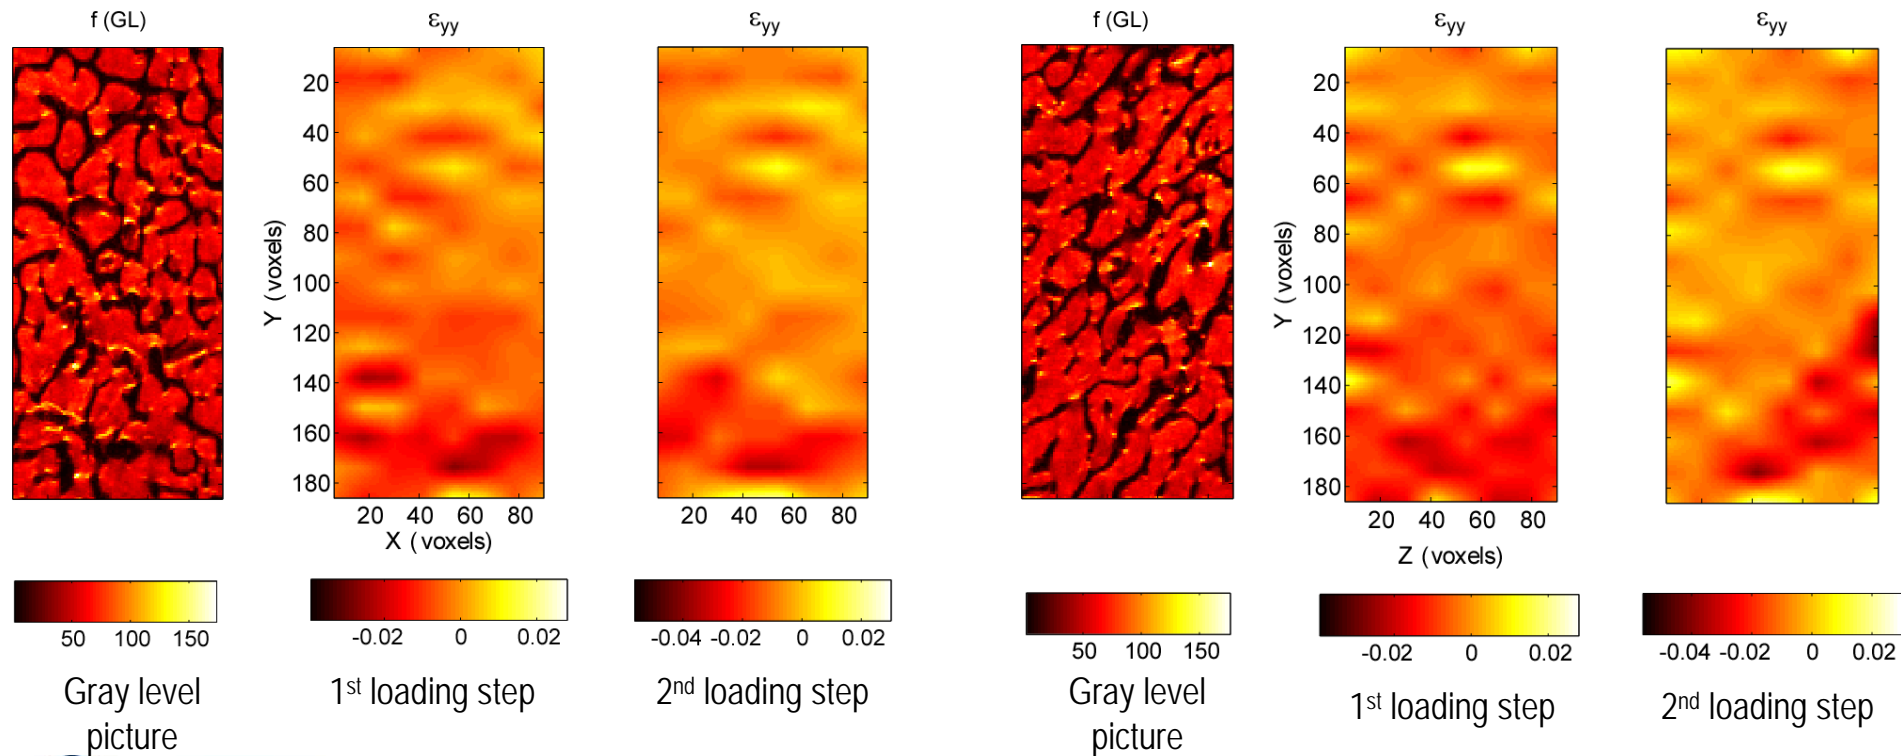 f (GL)
εyy
εyy
f (GL)
εyy
εyy
Y (voxels)
20
40
60
80
100
120
140
160
180
20 40 60 80
X (voxels)
20 40 60 80
Y (voxels)
20
40
60
80
100
120
140
160
180
20 40 60 80
Z (voxels)
50 100 150
-0.02 0 0.02
-0.04 -0.02 0 0.02
50 100 150
-0.02 0 0.02
-0.04 -0.02 0 0.02
Gray level
picture
1st loading step
2nd loading step
Gray level
picture
1st loading step
2nd loading step